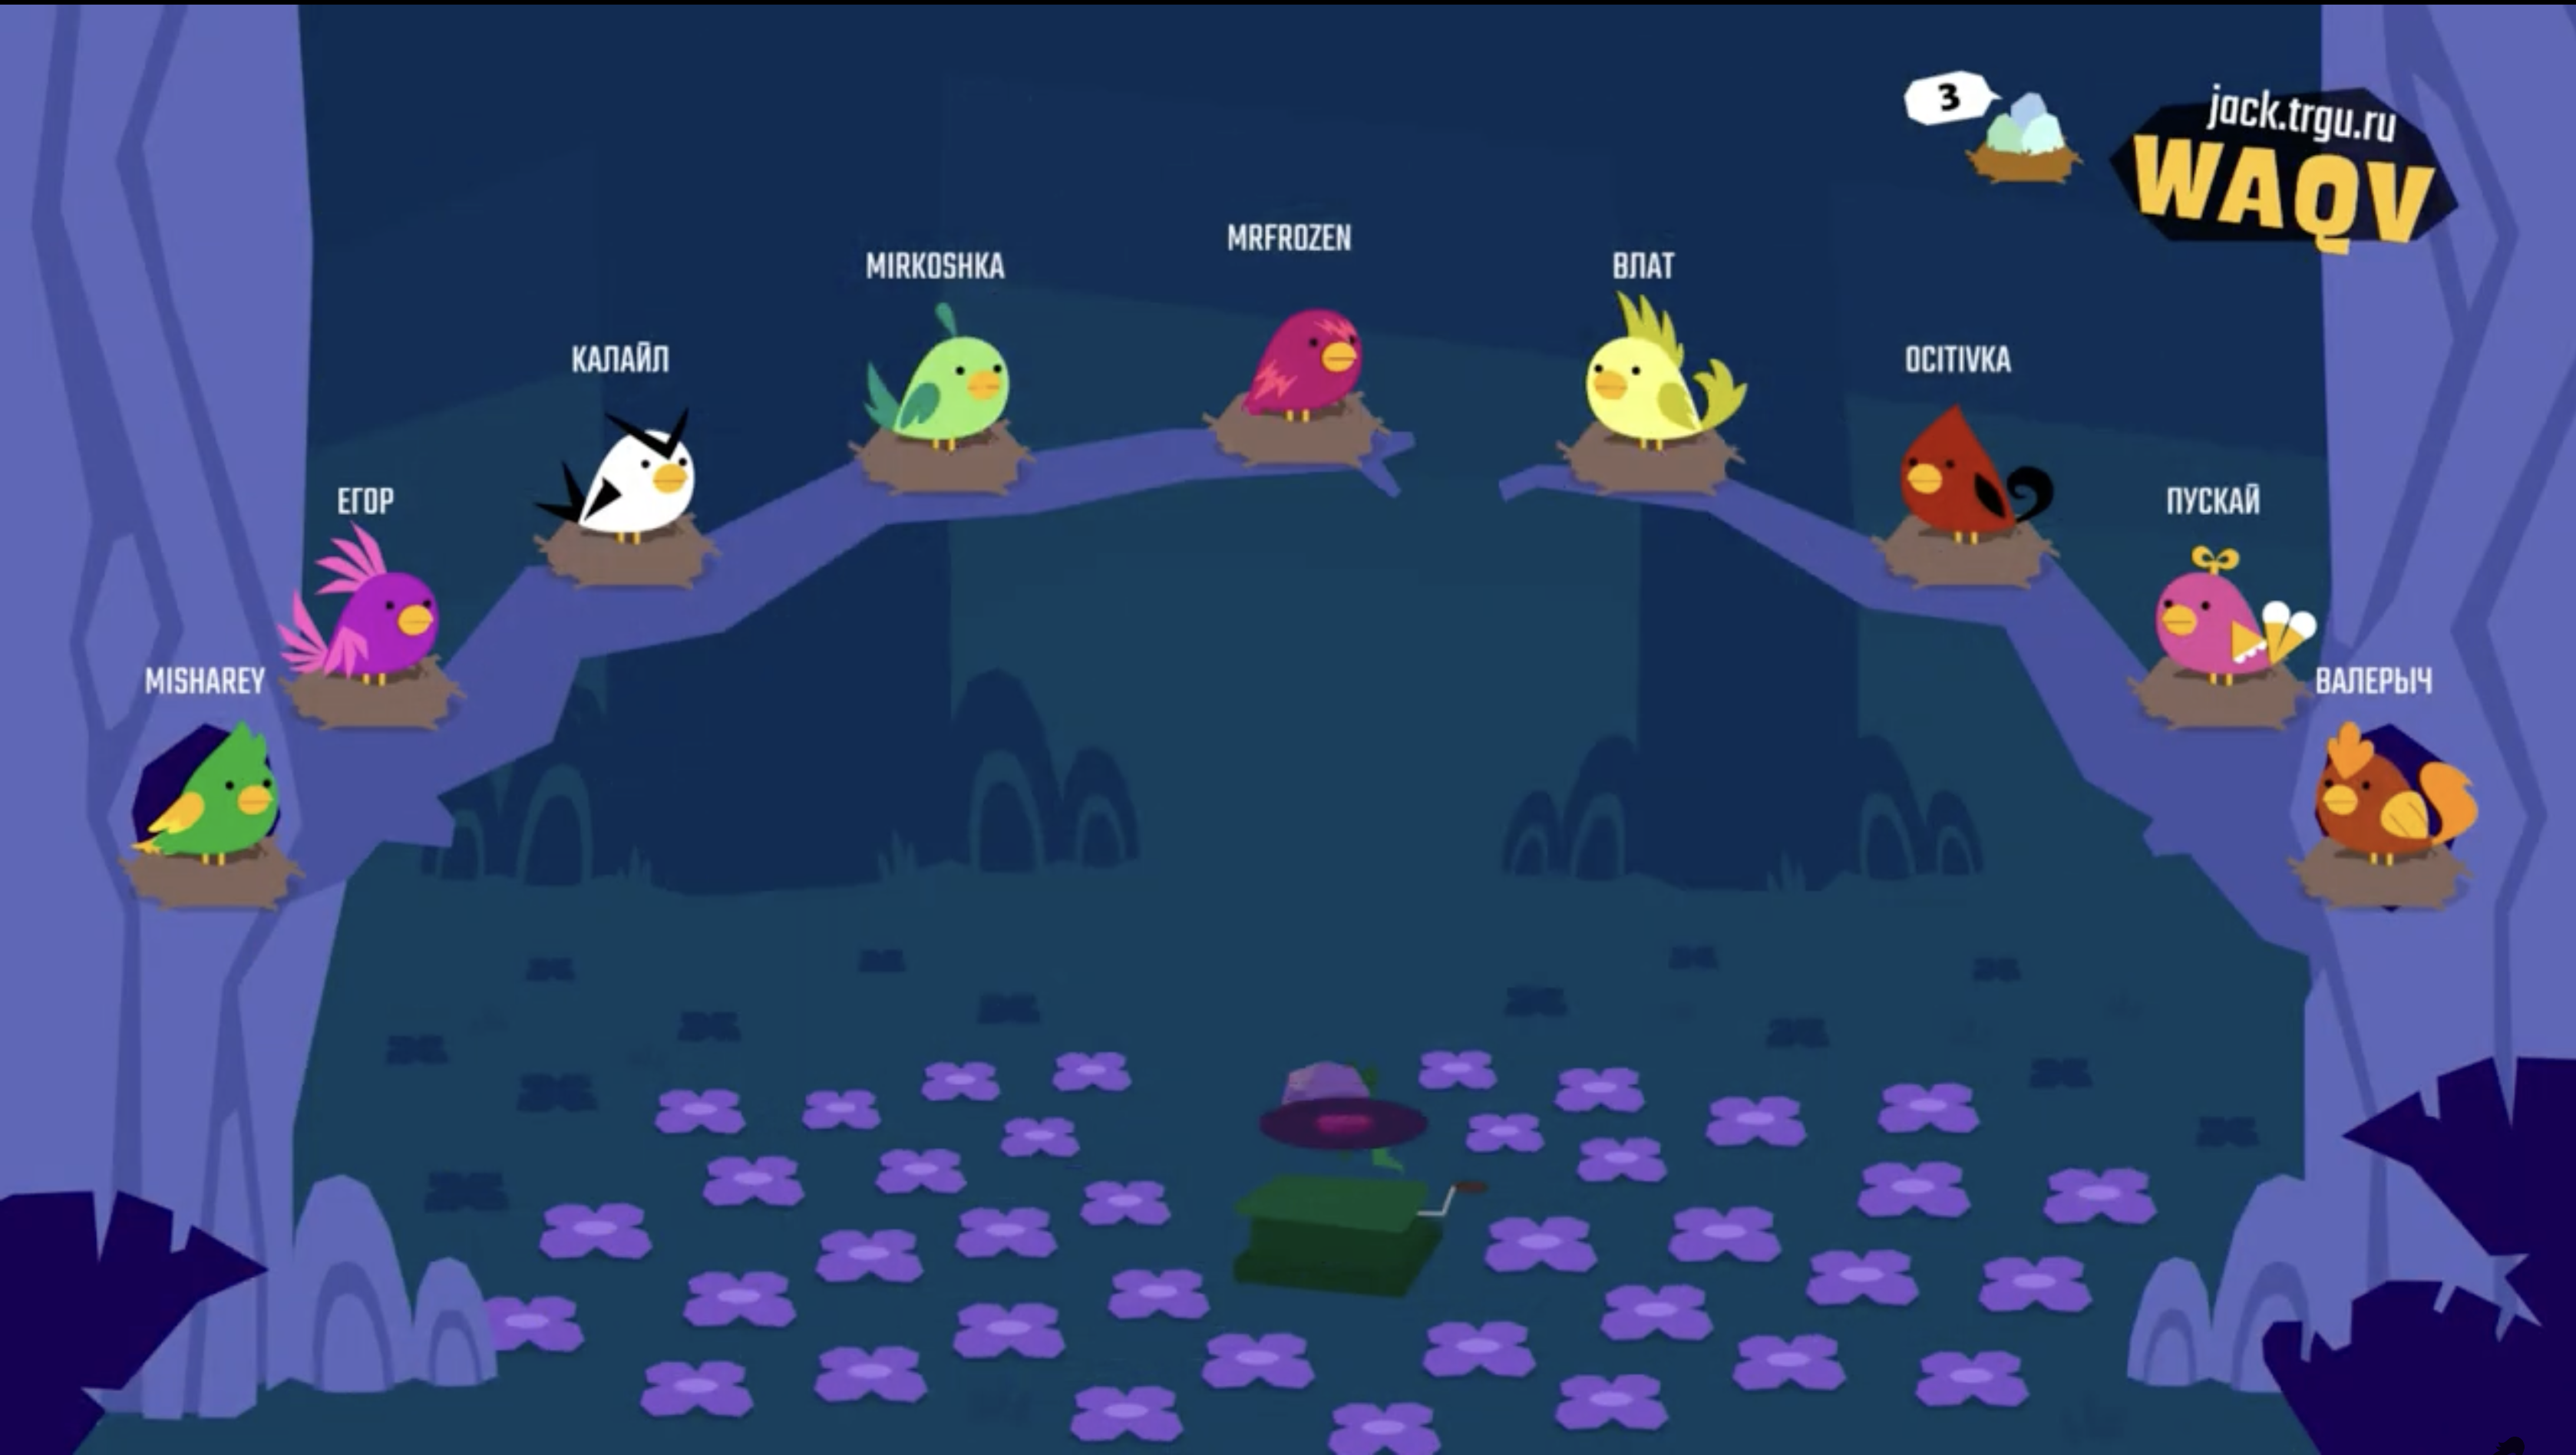 3
jack.trgu.ru
WAQV
MRFROZEN
MIRKOSHKA
ВЛАТ
КАЛАЙЛ
OCITIVKA
ЕГОР
ПУСКАЙ
MISHAREY
ВАЛЕРЫЧ